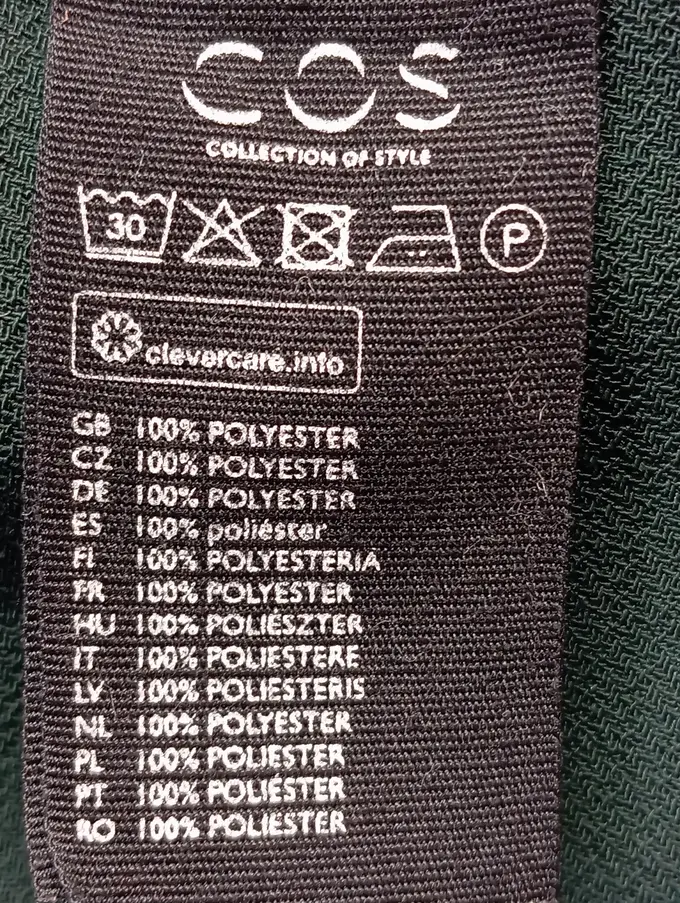 COS
COLLECTION OF STYLE
30 P
clevercare.info
GB 100% POLYESTER
CZ 100% POLYESTER
DE 100% POLYESTER
ES 100% poliéster
FI 100% POLYESTERIA
FR 100% POLYESTER
HU 100% POLIÉSZTER
IT 100% POLIESTERE
LV 100% POLIESTERIS
NL 100% POLYESTER
PL 100% POLIESTER
PT 100% POLIÉSTER
RO 100% POLIESTER